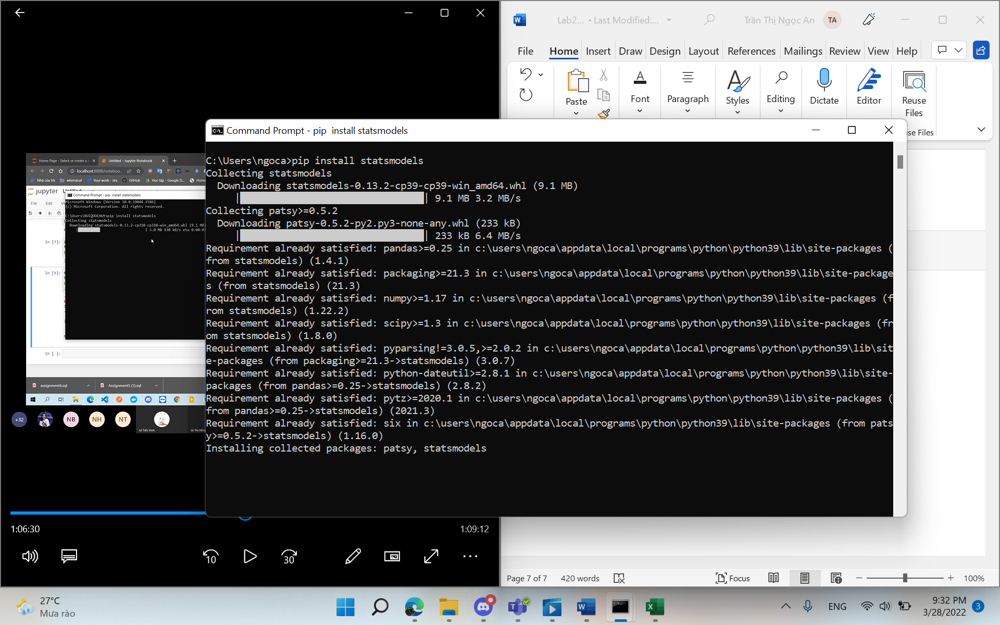 Lab2... • Last Modified:...
Trần Thị Ngọc An
TA
File
Home
Insert
Draw
Design
Layout
References
Mailings
Review
View
Help
Paste
Font
Paragraph
Styles
Editing
Dictate
Editor
Reuse
Files
se Files
Command Prompt - pip  install statsmodels
C:\Users\ngoca>pip install statsmodels
Collecting statsmodels
Downloading statsmodels-0.13.2-cp39-cp39-win_amd64.whl (9.1 MB)
| | 9.1 MB 3.2 MB/s
Collecting patsy>=0.5.2
Downloading patsy-0.5.2-py2.py3-none-any.whl (233 kB)
| | 233 kB 6.4 MB/s
Requirement already satisfied: pandas>=0.25 in c:\users\ngoca\appdata\local\programs\python\python39\lib\site-packages (
from statsmodels) (1.4.1)
Requirement already satisfied: packaging>=21.3 in c:\users\ngoca\appdata\local\programs\python\python39\lib\site-package
s (from statsmodels) (21.3)
Requirement already satisfied: numpy>=1.17 in c:\users\ngoca\appdata\local\programs\python\python39\lib\site-packages (f
rom statsmodels) (1.22.2)
Requirement already satisfied: scipy>=1.3 in c:\users\ngoca\appdata\local\programs\python\python39\lib\site-packages (fr
om statsmodels) (1.8.0)
Requirement already satisfied: pyparsing!=3.0.5,>=2.0.2 in c:\users\ngoca\appdata\local\programs\python\python39\lib\sit
e-packages (from packaging>=21.3->statsmodels) (3.0.7)
Requirement already satisfied: python-dateutil>=2.8.1 in c:\users\ngoca\appdata\local\programs\python\python39\lib\site-
packages (from pandas>=0.25->statsmodels) (2.8.2)
Requirement already satisfied: pytz>=2020.1 in c:\users\ngoca\appdata\local\programs\python\python39\lib\site-packages (
from pandas>=0.25->statsmodels) (2021.3)
Requirement already satisfied: six in c:\users\ngoca\appdata\local\programs\python\python39\lib\site-packages (from pats
y>=0.5.2->statsmodels) (1.16.0)
Installing collected packages: patsy, statsmodels
Home Page - Select or create a n
Untitled - Jupyter Notebook
localhost:8888/noteboo...
Nhà của tôi
whimsical
Your work - Jira
GitHub
Học tập - Google D...
Home
Jupyter
File
Edit
Command Prompt - pip  install statsmodels
Microsoft Windows [Version 10.0.19044.1586]
(c) Microsoft Corporation. All rights reserved.
C:\Users\BUIQUOCHUY>pip install statsmodels
Collecting statsmodels
Downloading statsmodels-0.13.2-cp310-cp310-win_amd64.whl (9.1 MB)
| | 3.0 MB 930 kB/s eta 0:00:07
In [7]:
In [9]:
In [ ]:
assignment6.sql
Assignment5 (1).sql
+32
NB
NH
NT
Lê Tiến Vinh
Lê Thị Hồn
1:06:30
1:09:12
10
30
Page 7 of 7
420 words
Focus
100%
27°C
Mưa rào
ENG
9:32 PM
3/28/2022
3